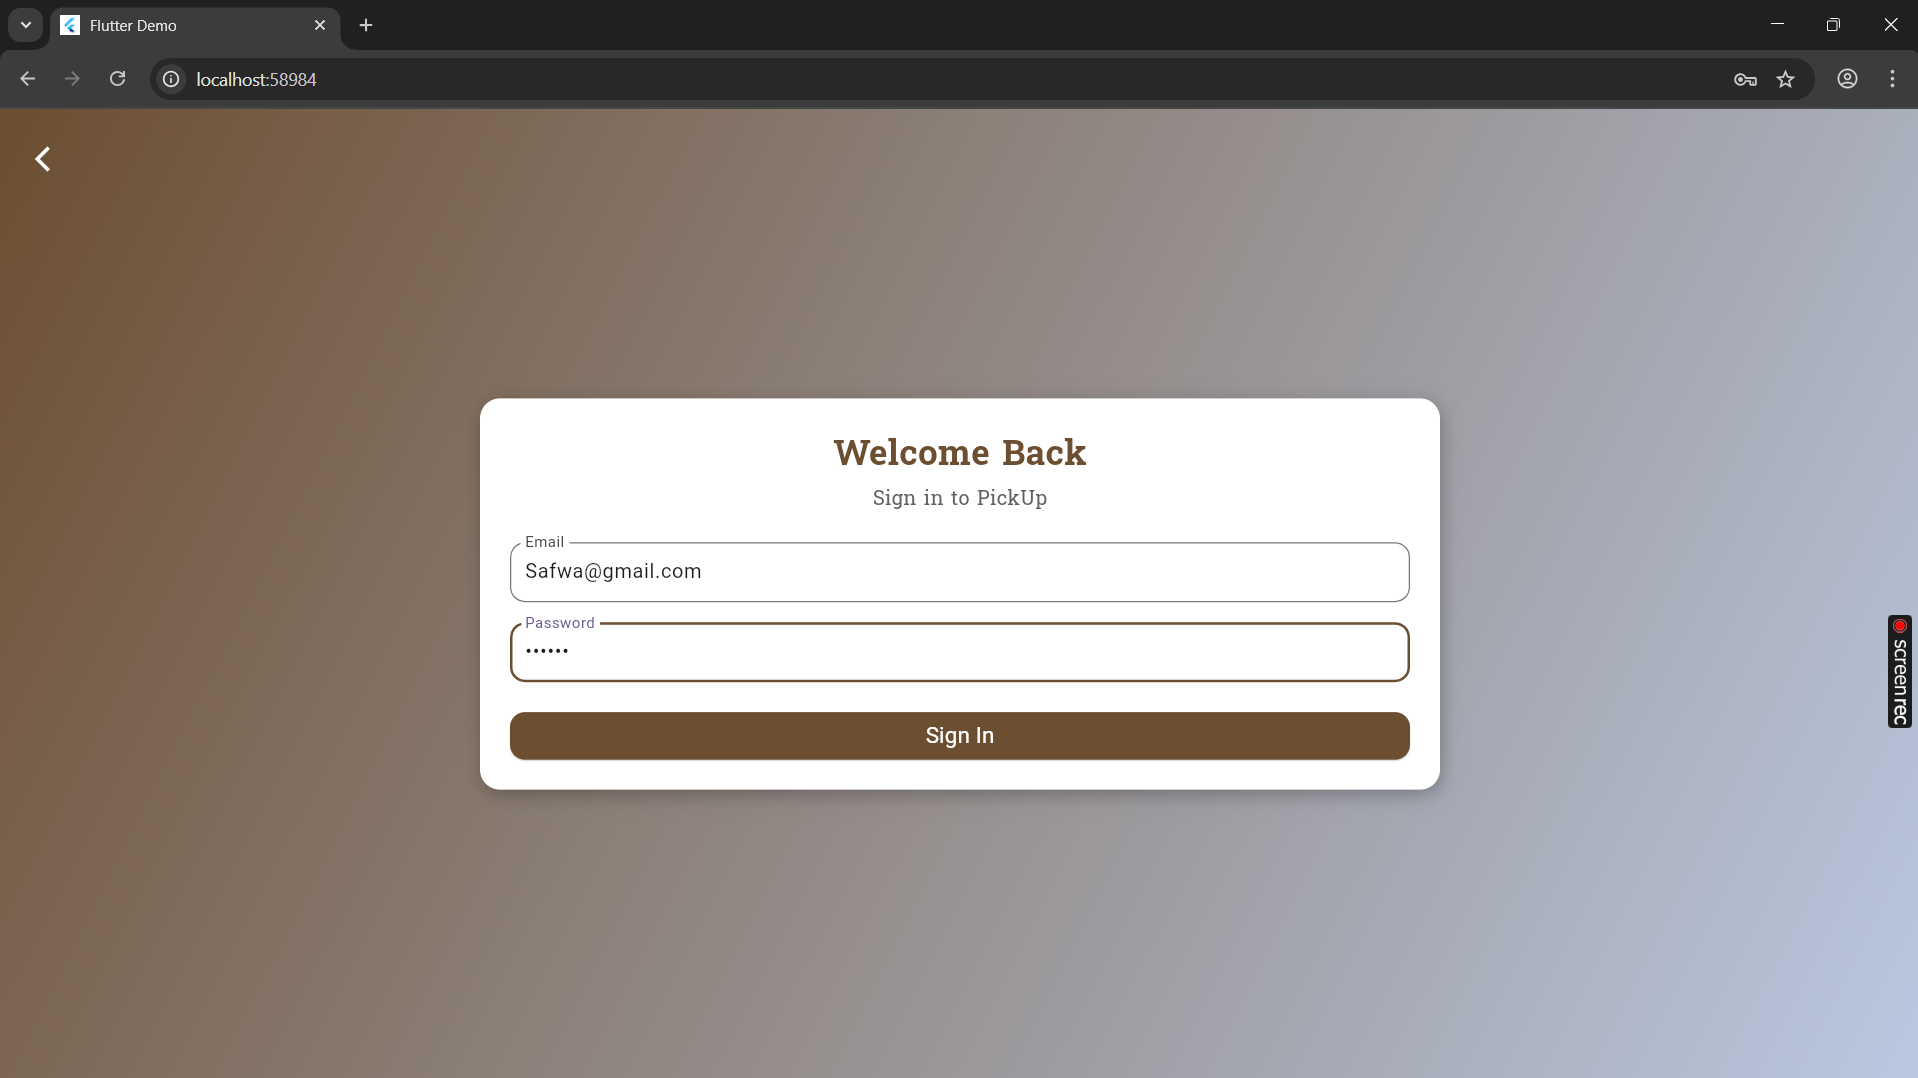 Flutter Demo
localhost:58984
Welcome Back
Sign in to PickUp
Email
Safwa@gmail.com
Password
••••••
Sign In
screenrec